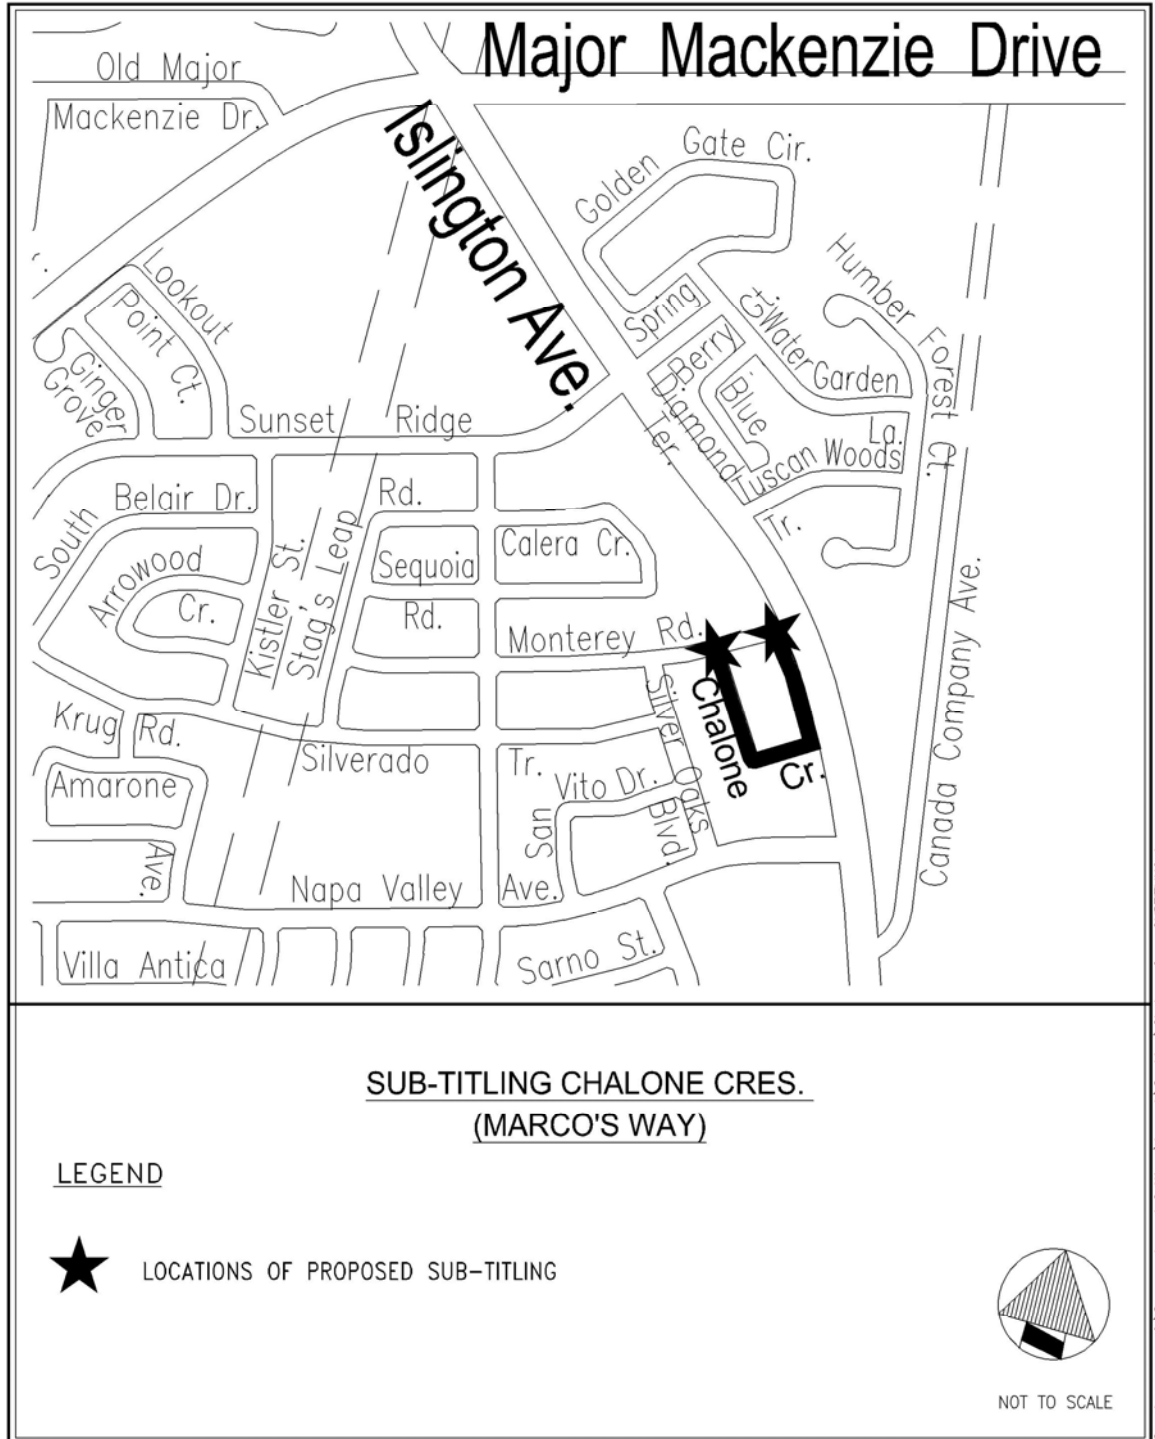 Major Mackenzie Drive
Old Major
Mackenzie Dr.
Islington Ave.
Golden Gate Cir.
Humber Forest Ct.
Lookout
Point Ct.
Ginger
Grove
Spring
Berry
Ct.
Water
Garden
La.
Blue
Diamond
Ter.
Tuscan Woods
Tr.
Sunset Ridge
South
Belair Dr.
Rd.
Arrowood
Cr.
Kistler St.
Stag's Leap
Sequoia
Rd.
Calera Cr.
Monterey Rd.
Canada Company Ave.
Chalone
Cr.
Silver Oaks
Blvd.
Krug Rd.
Silverado Tr.
Amarone
Ave.
San
Vito Dr.
Napa Valley Ave.
Villa Antica
Sarno St.
SUB-TITLING CHALONE CRES.
(MARCO'S WAY)
LEGEND
LOCATIONS OF PROPOSED SUB-TITLING
NOT TO SCALE